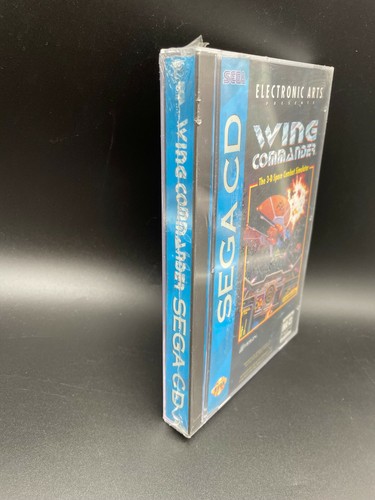 WING COMMANDER SEGA CD
SEGA CD
SEGA
ELECTRONIC ARTS
PRESENTS
WING
COMMANDER
The 3-D Space Combat Simulator